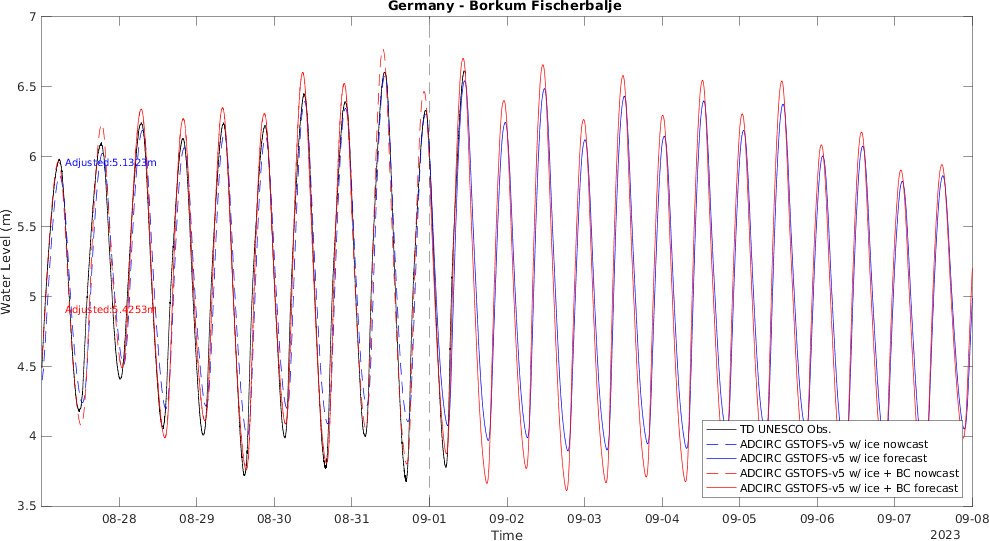 Germany - Borkum Fischerbalje
7
6.5
6
5.5
5
4.5
4
3.5
Water Level (m)
Adjusted:5.1323m
Adjusted:5.4253m
TD UNESCO Obs.
ADCIRC GSTOFS-v5 w/ ice nowcast
ADCIRC GSTOFS-v5 w/ ice forecast
ADCIRC GSTOFS-v5 w/ ice + BC nowcast
ADCIRC GSTOFS-v5 w/ ice + BC forecast
08-28 08-29 08-30 08-31 09-01 09-02 09-03 09-04 09-05 09-06 09-07 09-08
Time
2023